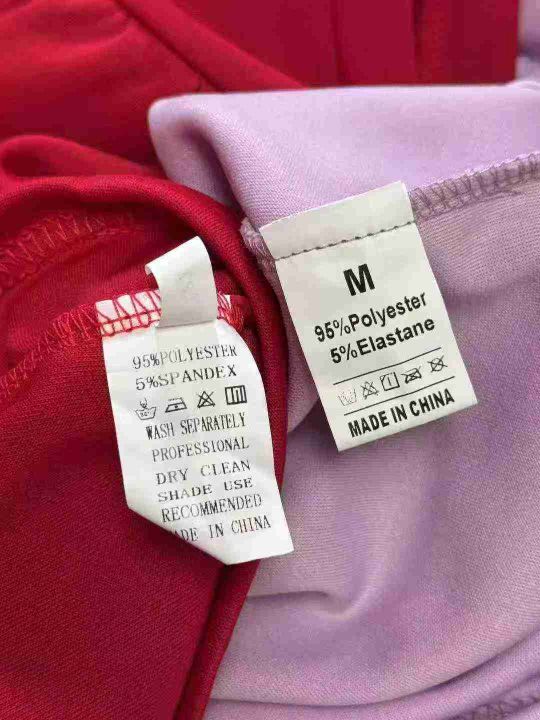 95%POLYESTER
5%SPANDEX
WASH SEPARATELY
PROFESSIONAL
DRY CLEAN
SHADE USE
RECOMMENDED
ADE IN CHINA
M
95%Polyester
5%Elastane
MADE IN CHINA